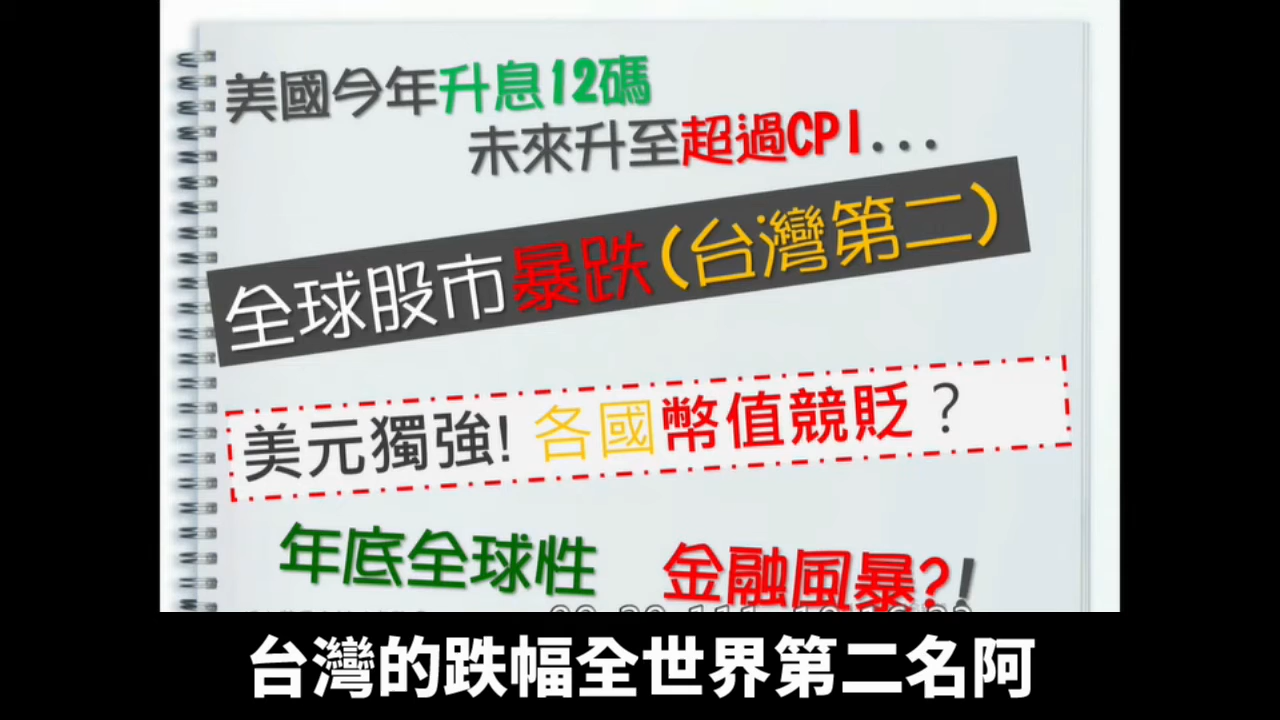 美國今年升息12碼
未來升至超過CPI...
全球股市暴跌(台灣第二)
美元獨強!各國幣值競貶？
年底全球性 金融風暴?!
台灣的跌幅全世界第二名阿